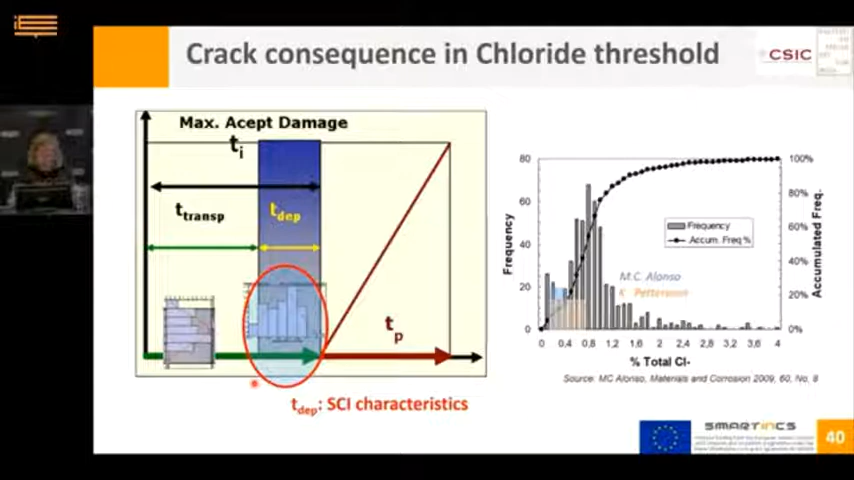 Crack consequence in Chloride threshold
CSIC
Max. Acept Damage
ti
ttransp
tdep
tp
tdep: SCI characteristics
80
60
40
20
0
Frequency
100%
80%
60%
40%
20%
0%
Accumulated Freq.
Frequency
Accum. Freq %
M.C. Alonso
0
0,4
0,8
1,2
1,6
2
2,4
2,8
3,2
3,6
4
% Total Cl-
Source: MC Alonso, Materials and Corrosion 2009, 60, No, 8
SMARTINCS
40